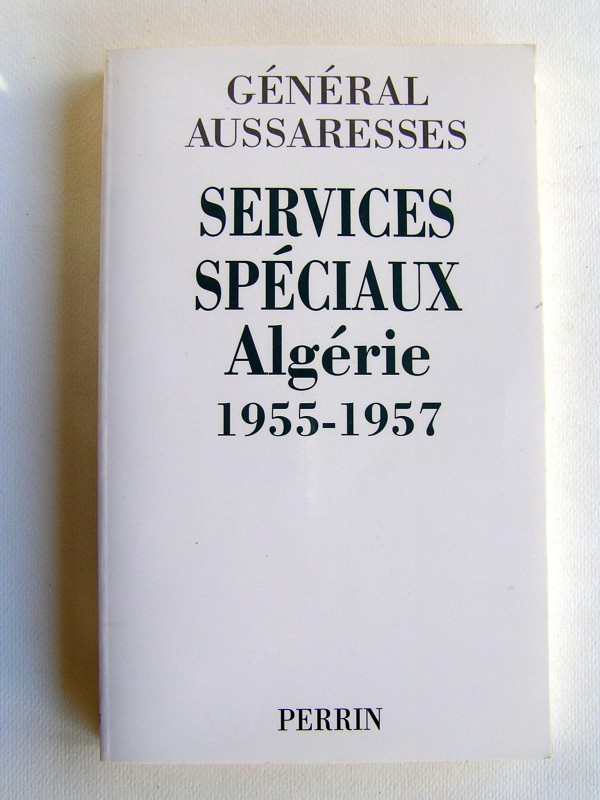 GÉNÉRAL
AUSSARESSES
SERVICES
SPÉCIAUX
Algérie
1955-1957
PERRIN